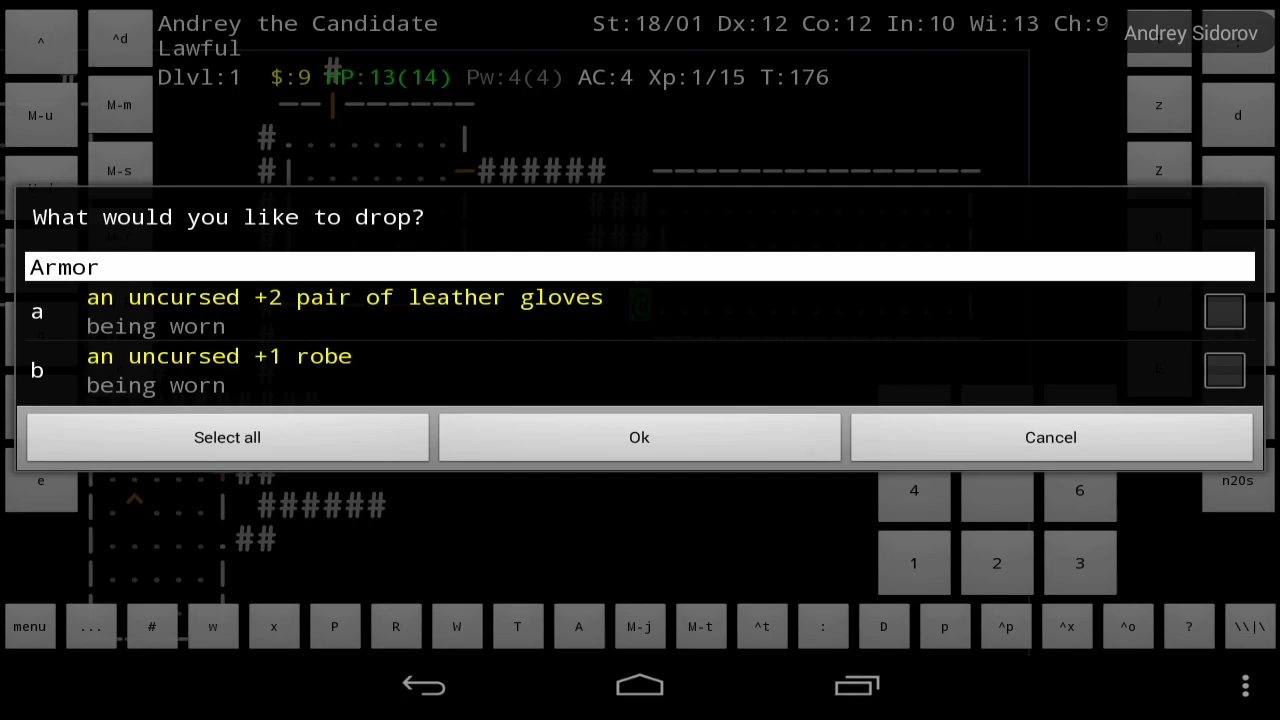 Andrey the Candidate St:18/01 Dx:12 Co:12 In:10 Wi:13 Ch:9
Lawful
Dlvl:1 $:9 HP:13(14) Pw:4(4) AC:4 Xp:1/15 T:176
Andrey Sidorov
^ ^d
M-u M-m z d
M-s Z
What would you like to drop?
Armor
a an uncursed +2 pair of leather gloves
being worn
b an uncursed +1 robe
being worn
Select all Ok Cancel
e 4 6 n20s
1 2 3
menu ... # w x P R W T A M-j M-t ^t : D p ^p ^x ^o ? \\|\